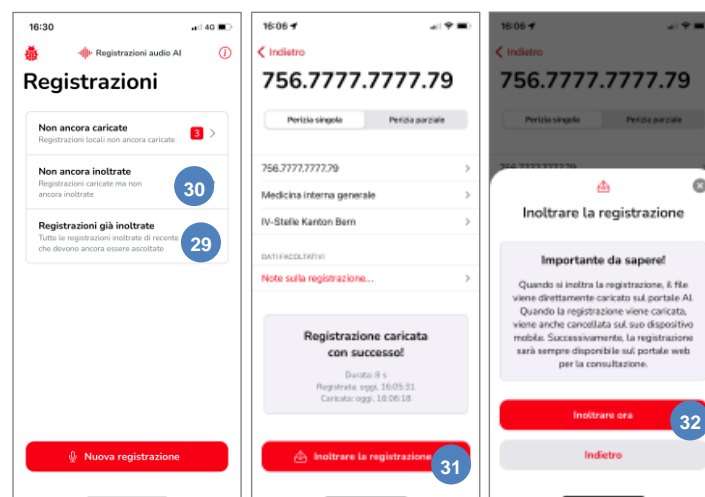 16:30
4G
Registrazioni audio AI
Registrazioni
Non ancora caricate
Registrazioni locali non ancora caricate
3
Non ancora inoltrate
Registrazioni caricate ma non
ancora inoltrate
30
Registrazioni già inoltrate
Tutte le registrazioni inoltrate di recente
che devono ancora essere ascoltate
29
Nuova registrazione
16:06
Indietro
756.7777.7777.79
Perizia singola
Perizia parziale
756.7777.7777.79
Medicina interna generale
IV-Stelle Kanton Bern
DATI FACOLTATIVI
Note sulla registrazione...
Registrazione caricata
con successo!
Durata: 8 s
Registrata: oggi, 16:05:31
Caricata: oggi, 16:06:18
Inoltrare la registrazione
31
16:06
Indietro
756.7777.7777.79
Perizia singola
Perizia parziale
756.7777.7777.79
Inoltrare la registrazione
Importante da sapere!
Quando si inoltra la registrazione, il file
viene direttamente caricato sul portale AI.
Quando la registrazione viene caricata,
viene anche cancellata sul suo dispositivo
mobile. Successivamente, la registrazione
sarà sempre disponibile sul portale web
per la consultazione.
Inoltrare ora
32
Indietro